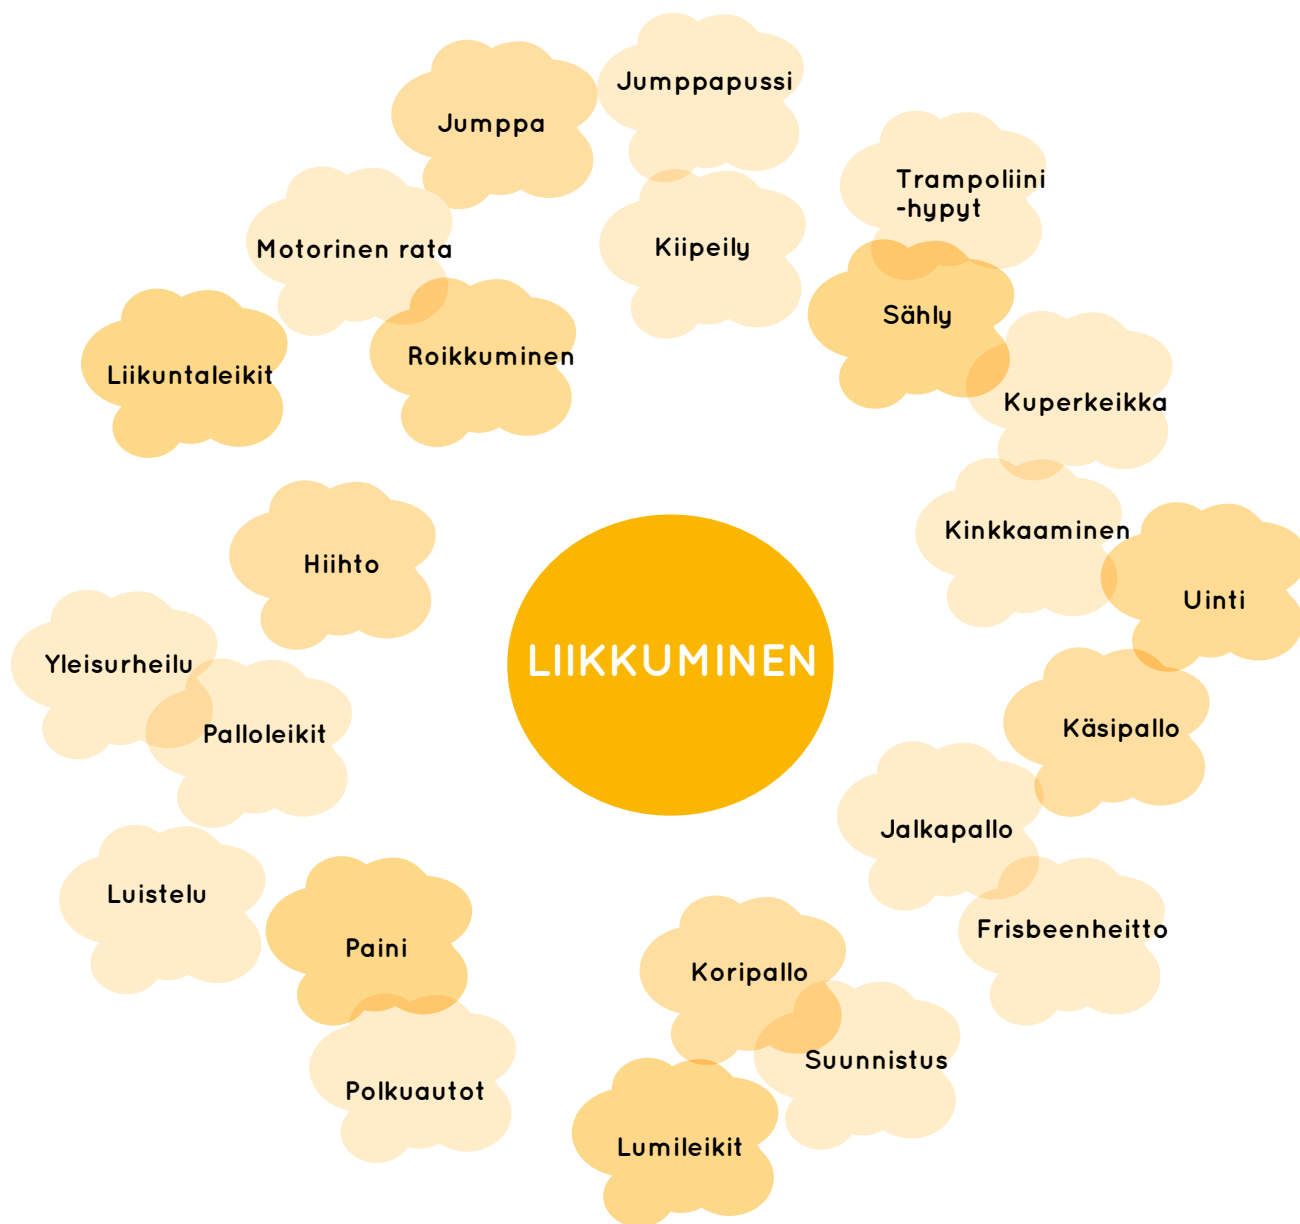 Jumppapussi
Jumppa
Trampoliini
-hypyt
Motorinen rata
Kiipeily
Sähly
Roikkuminen
Liikuntaleikit
Kuperkeikka
Kinkkaaminen
Hiihto
Uinti
LIIKKUMINEN
Yleisurheilu
Käsipallo
Palloleikit
Jalkapallo
Luistelu
Frisbeenheitto
Paini
Koripallo
Suunnistus
Polkuautot
Lumileikit